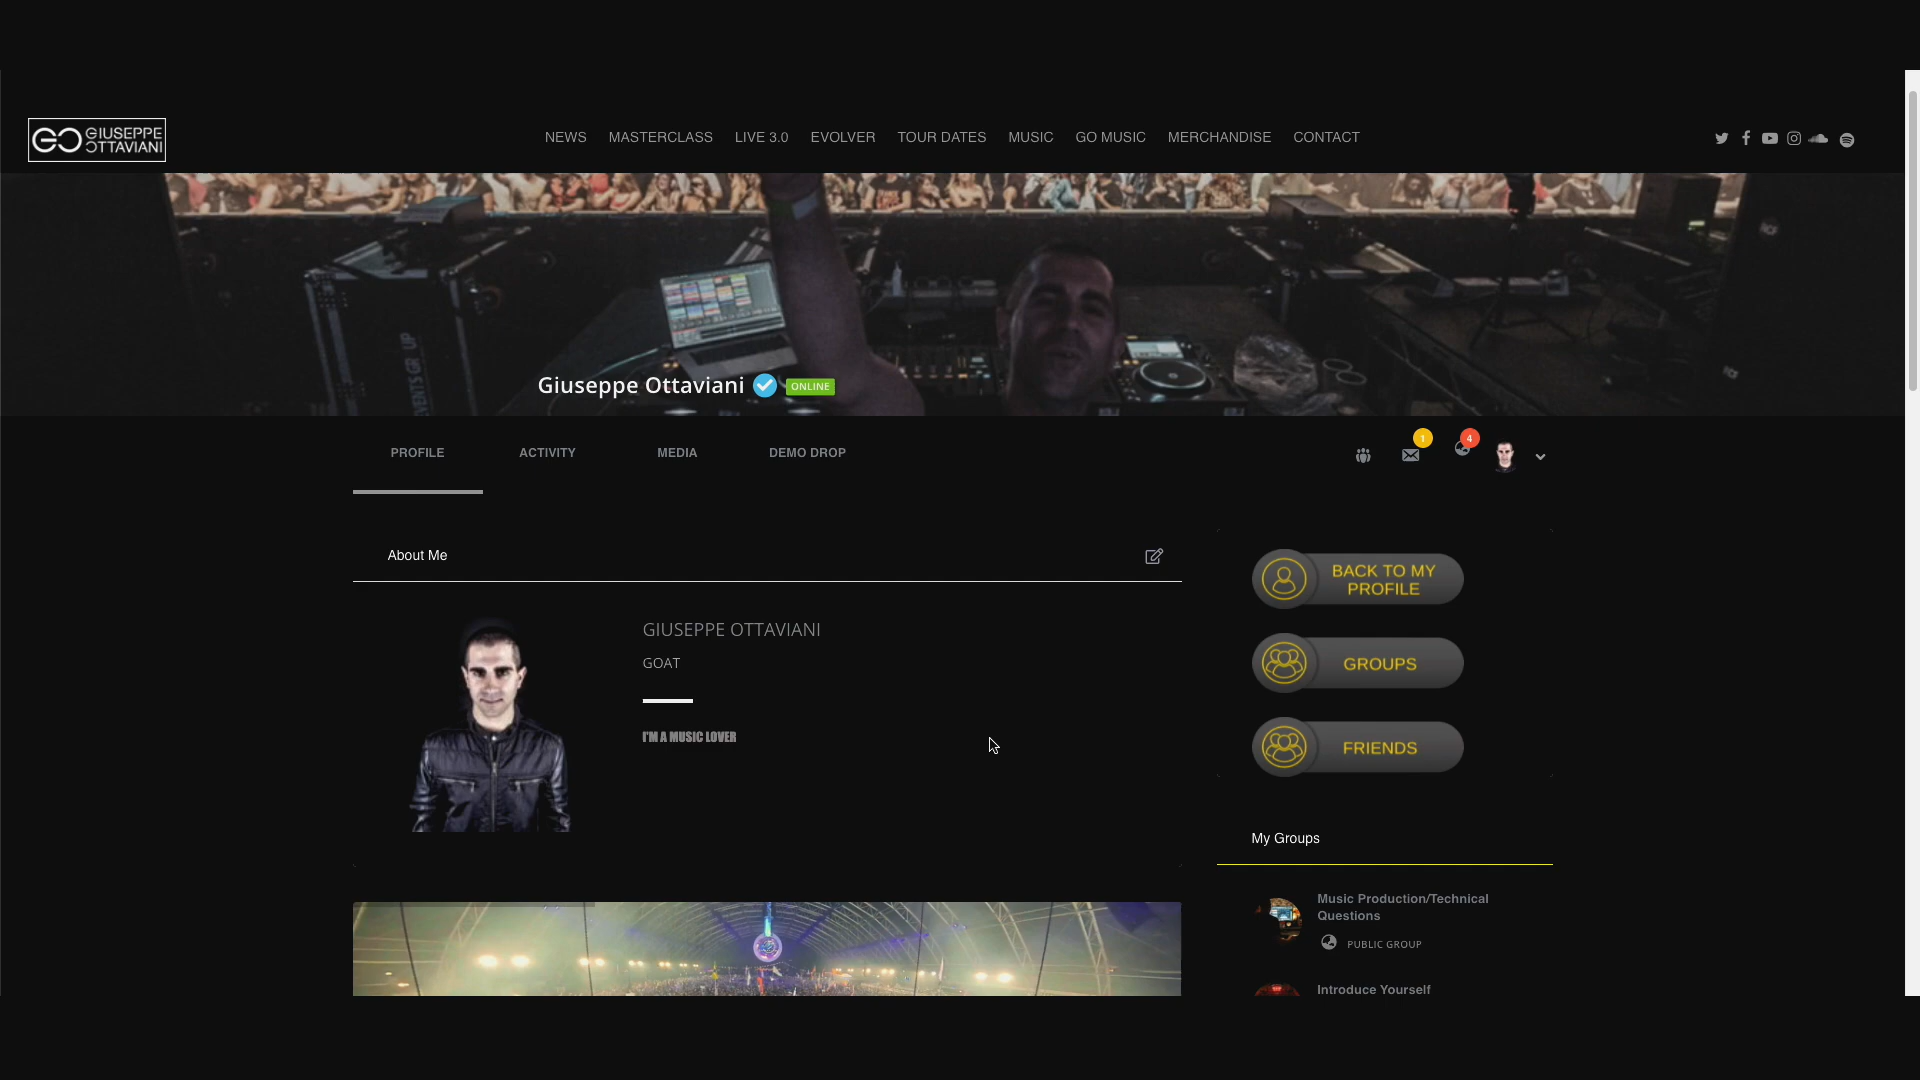 GO GIUSEPPE
OTTAVIANI
NEWS MASTERCLASS LIVE 3.0 EVOLVER TOUR DATES MUSIC GO MUSIC MERCHANDISE CONTACT
Giuseppe Ottaviani ONLINE
PROFILE ACTIVITY MEDIA DEMO DROP 1 4
About Me
GIUSEPPE OTTAVIANI
GOAT
I'M A MUSIC LOVER
BACK TO MY
PROFILE
GROUPS
FRIENDS
My Groups
Music Production/Technical
Questions
PUBLIC GROUP
Introduce Yourself